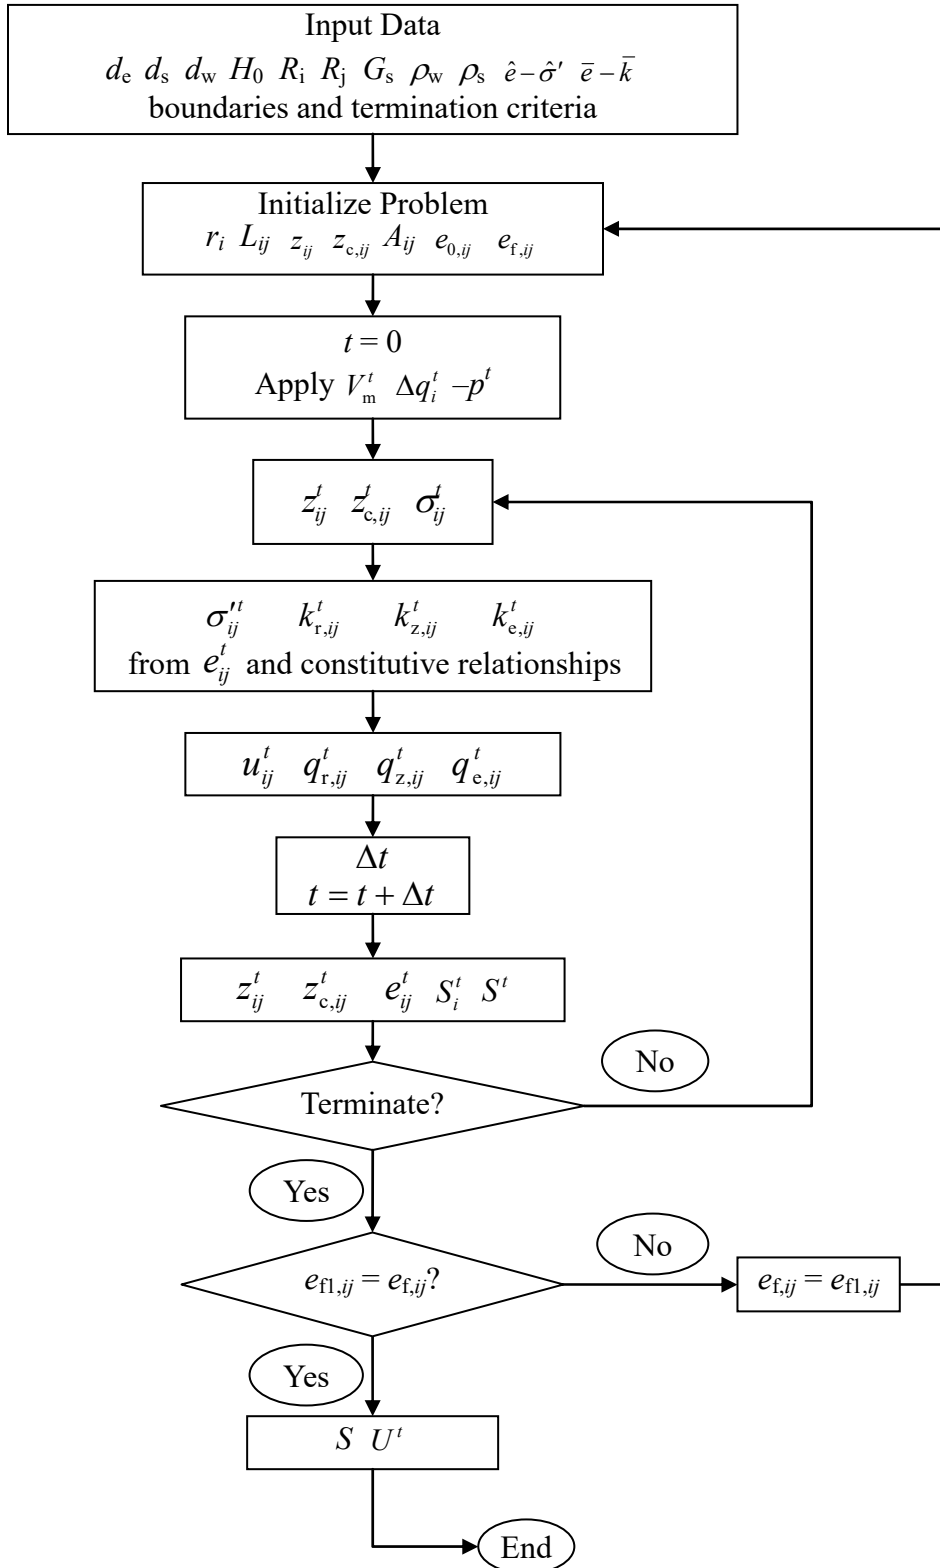 Input Data
d_e d_s d_w H_0 R_i R_j G_s ρ_w ρ_s ê – σ̂′ e̅ – k̅
boundaries and termination criteria
Initialize Problem
r_i L_ij z_ij z_c,ij A_ij e_0,ij e_f,ij
t = 0
Apply V_m^t Δq_i^t –p^t
z_ij^t z_c,ij^t σ_ij^t
σ′_ij^t k_r,ij^t k_z,ij^t k_e,ij^t
from e_ij^t and constitutive relationships
u_ij^t q_r,ij^t q_z,ij^t q_e,ij^t
Δt
t = t + Δt
z_ij^t z_c,ij^t e_ij^t S_i^t S^t
No
Terminate?
Yes
No
e_f1,ij = e_f,ij?
e_f,ij = e_f1,ij
Yes
S U^t
End